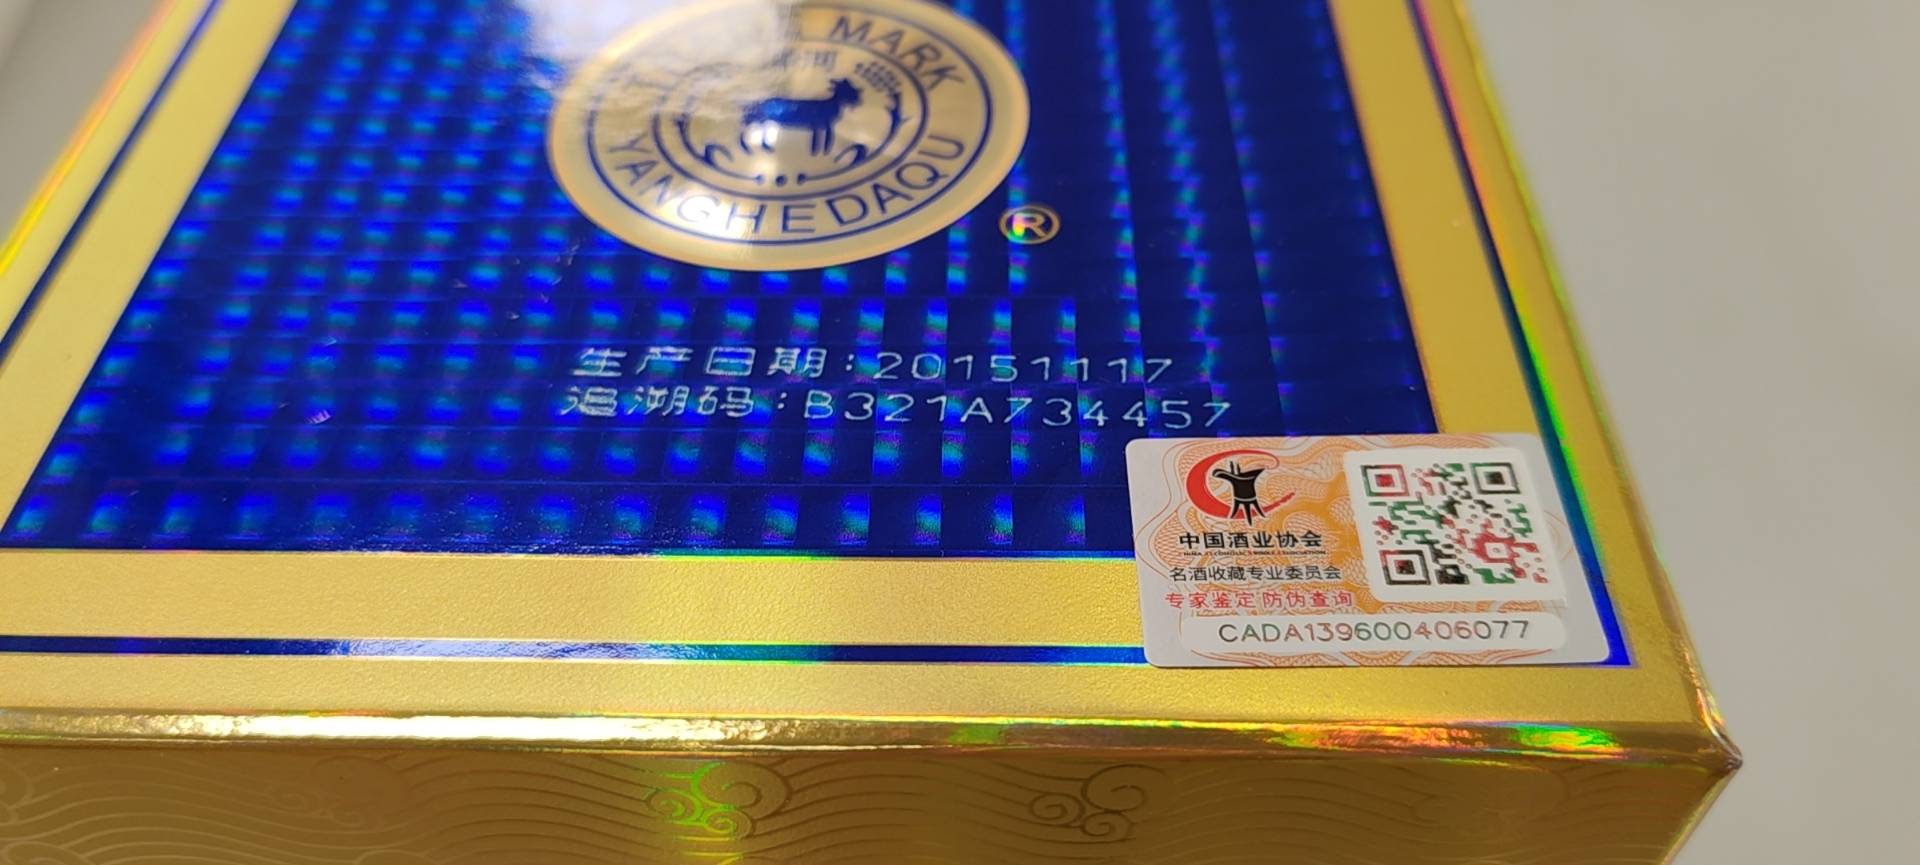 MARK
YANGHEDAQU
®
生产日期:20151117
追溯码:B321A734457
中国酒业协会
名酒收藏专业委员会
专家鉴定防伪查询
CADA139600406077